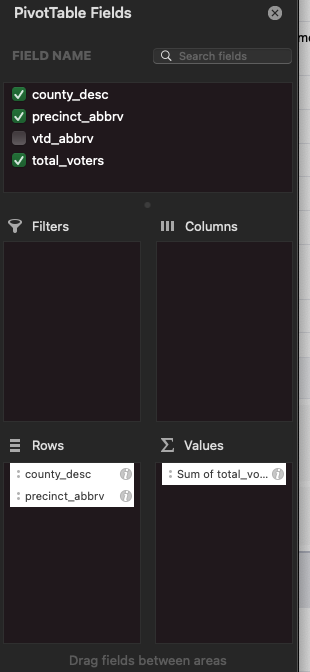 PivotTable Fields
FIELD NAME
Search fields
county_desc
precinct_abbrv
vtd_abbrv
total_voters
Filters
Columns
Rows
Values
county_desc
Sum of total_vo...
precinct_abbrv
Drag fields between areas